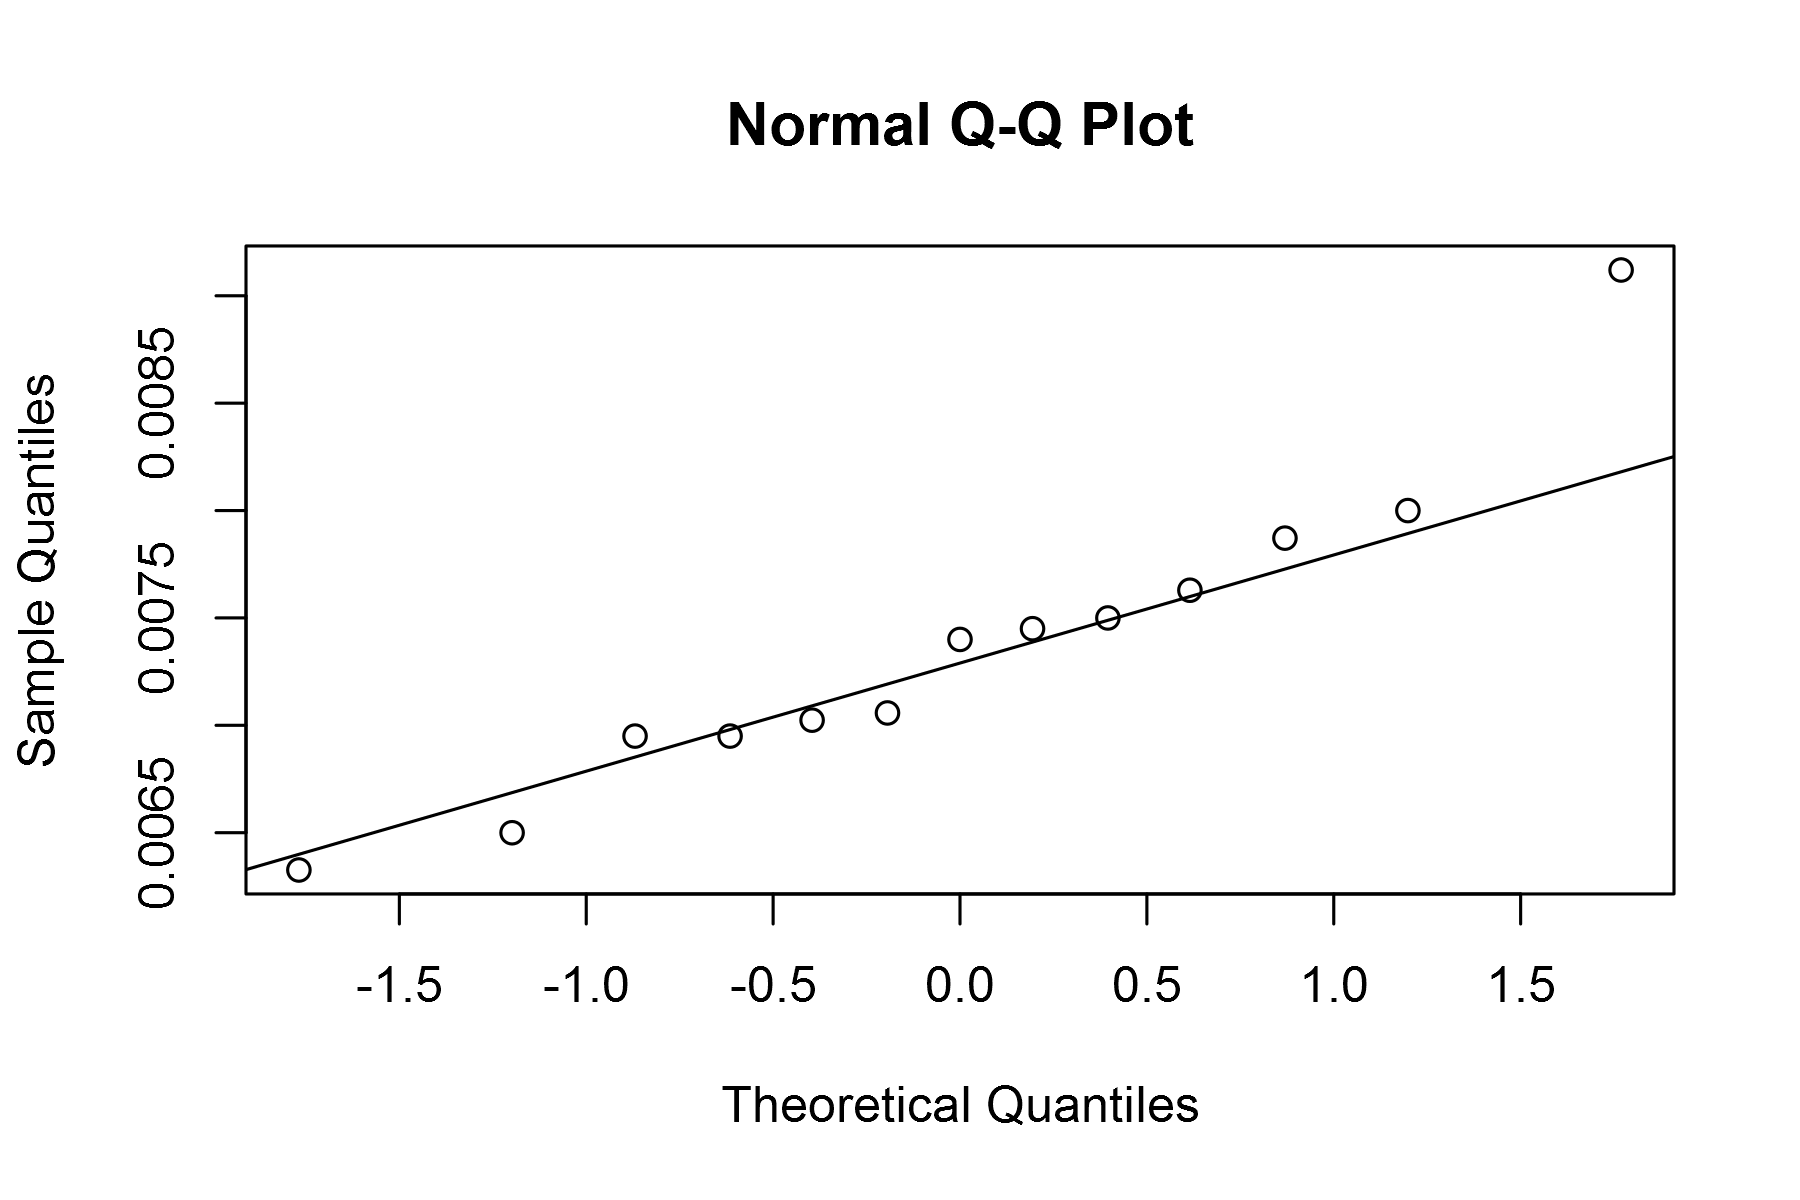 Normal Q-Q Plot
Sample Quantiles
0.0085
0.0075
0.0065
-1.5 -1.0 -0.5 0.0 0.5 1.0 1.5
Theoretical Quantiles